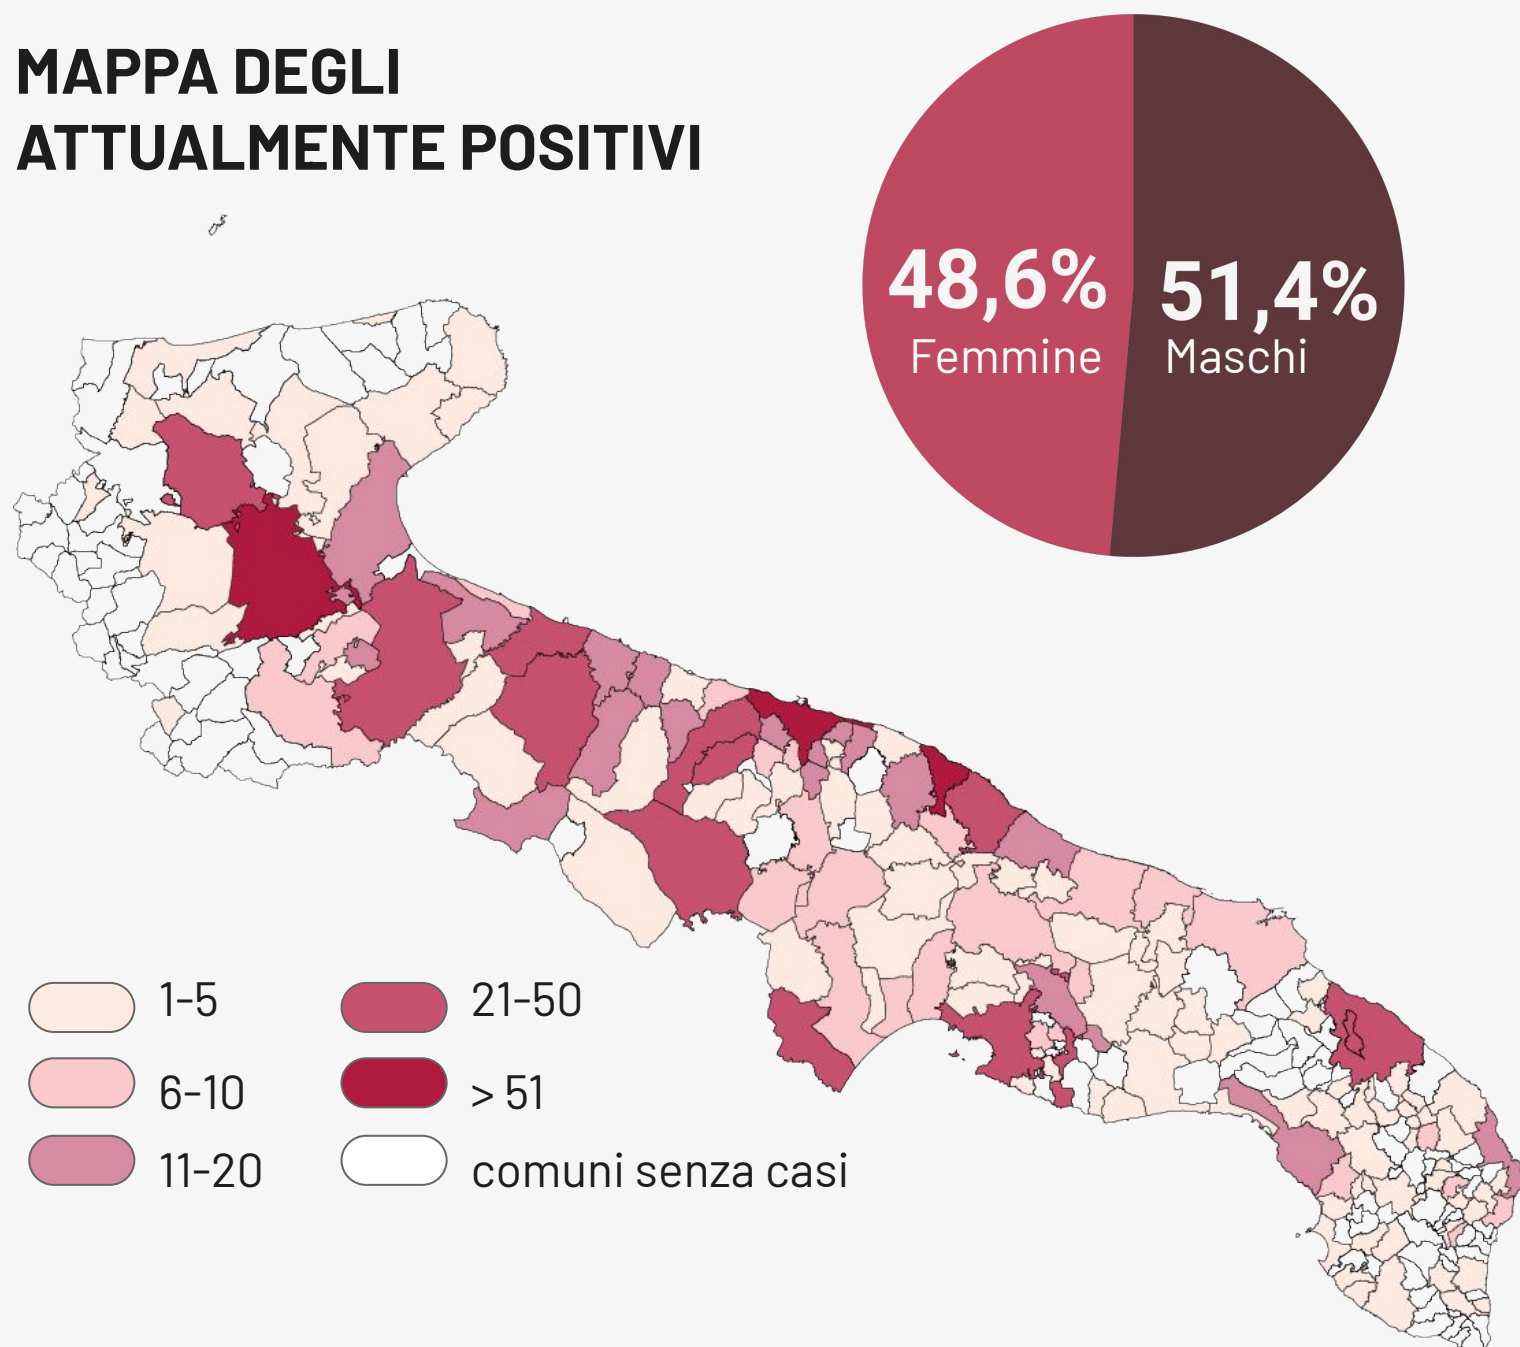 MAPPA DEGLI
ATTUALMENTE POSITIVI
48,6%
Femmine
51,4%
Maschi
1-5
6-10
11-20
21-50
> 51
comuni senza casi